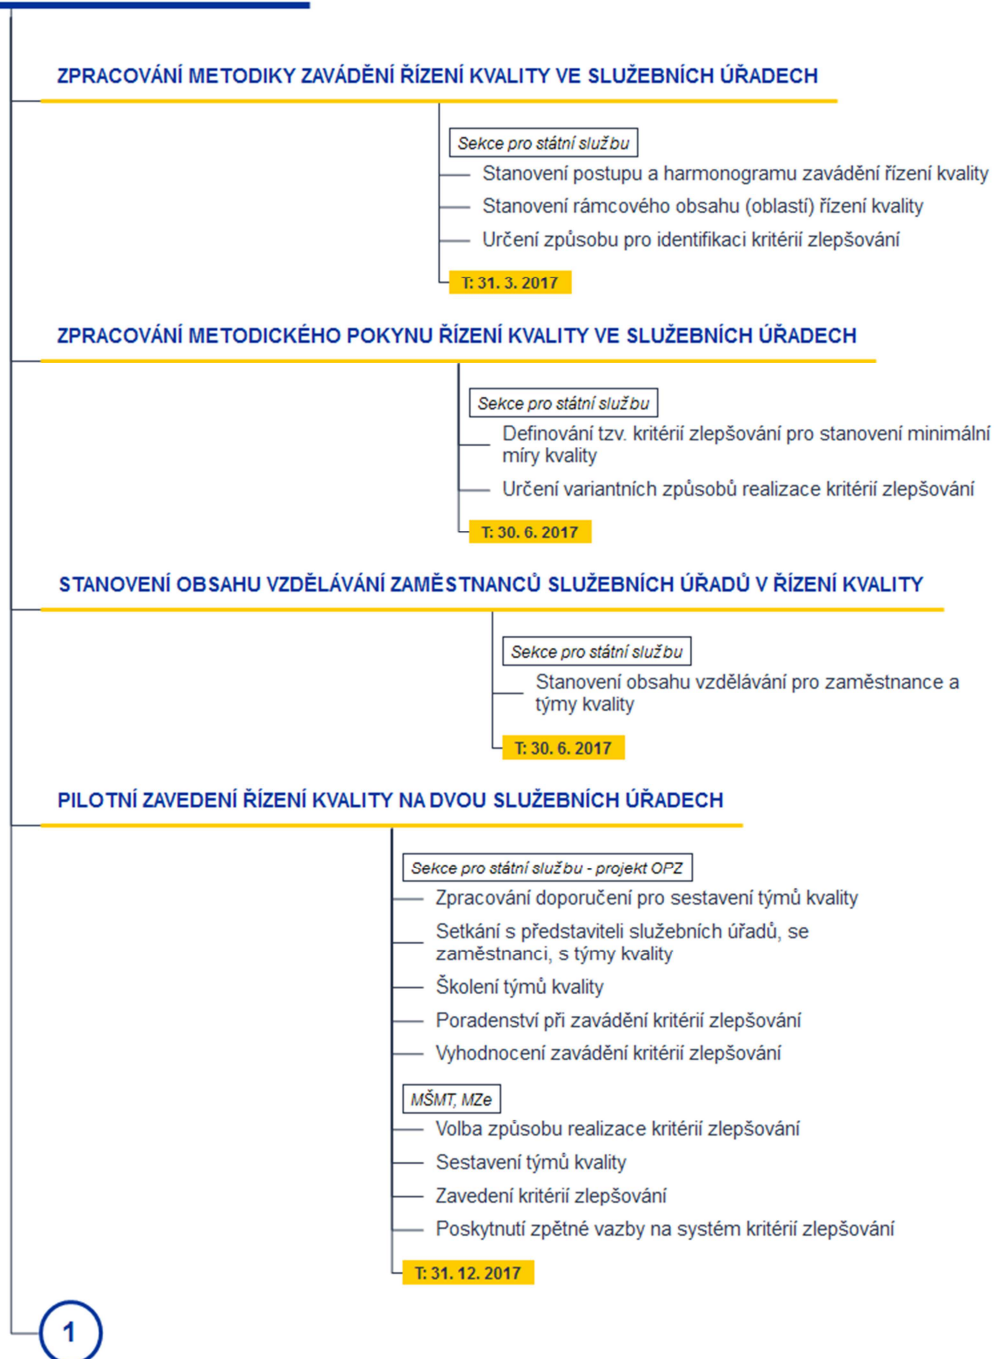 ZPRACOVÁNÍ METODIKY ZAVÁDĚNÍ ŘÍZENÍ KVALITY VE SLUŽEBNÍCH ÚŘADECH
Sekce pro státní službu
Stanovení postupu a harmonogramu zavádění řízení kvality
Stanovení rámcového obsahu (oblastí) řízení kvality
Určení způsobu pro identifikaci kritérií zlepšování
T: 31. 3. 2017
ZPRACOVÁNÍ METODICKÉHO POKYNU ŘÍZENÍ KVALITY VE SLUŽEBNÍCH ÚŘADECH
Sekce pro státní službu
Definování tzv. kritérií zlepšování pro stanovení minimální
míry kvality
Určení variantních způsobů realizace kritérií zlepšování
T: 30. 6. 2017
STANOVENÍ OBSAHU VZDĚLÁVÁNÍ ZAMĚSTNANCŮ SLUŽEBNÍCH ÚŘADŮ V ŘÍZENÍ KVALITY
Sekce pro státní službu
Stanovení obsahu vzdělávání pro zaměstnance a
týmy kvality
T: 30. 6. 2017
PILOTNÍ ZAVEDENÍ ŘÍZENÍ KVALITY NA DVOU SLUŽEBNÍCH ÚŘADECH
Sekce pro státní službu - projekt OPZ
Zpracování doporučení pro sestavení týmů kvality
Setkání s představiteli služebních úřadů, se
zaměstnanci, s týmy kvality
Školení týmů kvality
Poradenství při zavádění kritérií zlepšování
Vyhodnocení zavádění kritérií zlepšování
MŠMT, MZe
Volba způsobu realizace kritérií zlepšování
Sestavení týmů kvality
Zavedení kritérií zlepšování
Poskytnutí zpětné vazby na systém kritérií zlepšování
T: 31. 12. 2017
1